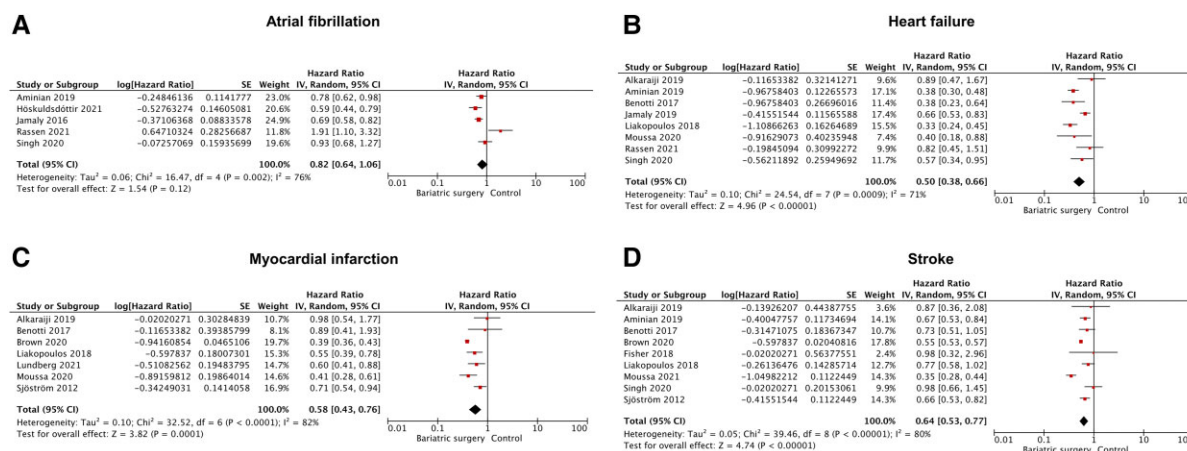 A
Atrial fibrillation
Hazard Ratio Hazard Ratio
Study or Subgroup log[Hazard Ratio] SE Weight IV, Random, 95% CI IV, Random, 95% CI
Aminian 2019 −0.24846136 0.1141777 23.0% 0.78 [0.62, 0.98]
Höskuldsdóttir 2021 −0.52763274 0.14605081 20.6% 0.59 [0.44, 0.79]
Jamaly 2016 −0.37106368 0.08833578 24.9% 0.69 [0.58, 0.82]
Rassen 2021 0.64710324 0.28256687 11.8% 1.91 [1.10, 3.32]
Singh 2020 −0.07257069 0.15935699 19.6% 0.93 [0.68, 1.27]
Total (95% CI) 100.0% 0.82 [0.64, 1.06]
Heterogeneity: Tau² = 0.06; Chi² = 16.47, df = 4 (P = 0.002); I² = 76%
Test for overall effect: Z = 1.54 (P = 0.12)
0.01 0.1 1 10 100
Bariatric surgery Control
B
Heart failure
Hazard Ratio Hazard Ratio
Study or Subgroup log[Hazard Ratio] SE Weight IV, Random, 95% CI IV, Random, 95% CI
Alkaraiji 2019 −0.11653382 0.32141271 9.6% 0.89 [0.47, 1.67]
Aminian 2019 −0.96758403 0.12265573 17.1% 0.38 [0.30, 0.48]
Benotti 2017 −0.96758403 0.26696016 11.4% 0.38 [0.23, 0.64]
Jamaly 2019 −0.41551544 0.11565588 17.7% 0.66 [0.53, 0.83]
Liakopoulos 2018 −1.10866263 0.16264689 15.5% 0.33 [0.24, 0.45]
Moussa 2020 −0.91629073 0.40235948 7.4% 0.40 [0.18, 0.88]
Rassen 2021 −0.19845094 0.30992272 9.9% 0.82 [0.45, 1.51]
Singh 2020 −0.56211892 0.25949692 11.7% 0.57 [0.34, 0.95]
Total (95% CI) 100.0% 0.50 [0.38, 0.66]
Heterogeneity: Tau² = 0.10; Chi² = 24.54, df = 7 (P = 0.0009); I² = 71%
Test for overall effect: Z = 4.96 (P < 0.00001)
0.01 0.1 1 10 100
Bariatric surgery Control
C
Myocardial infarction
Hazard Ratio Hazard Ratio
Study or Subgroup log[Hazard Ratio] SE Weight IV, Random, 95% CI IV, Random, 95% CI
Alkaraiji 2019 −0.02020271 0.30284839 10.7% 0.98 [0.54, 1.77]
Benotti 2017 −0.11653382 0.39385799 8.1% 0.89 [0.41, 1.93]
Brown 2020 −0.94160854 0.0465106 19.7% 0.39 [0.36, 0.43]
Liakopoulos 2018 −0.597837 0.18007301 15.3% 0.55 [0.39, 0.78]
Lundberg 2021 −0.51082562 0.19483795 14.7% 0.60 [0.41, 0.88]
Moussa 2020 −0.89159812 0.19864014 14.6% 0.41 [0.28, 0.61]
Sjöström 2012 −0.34249031 0.1414058 16.9% 0.71 [0.54, 0.94]
Total (95% CI) 100.0% 0.58 [0.43, 0.76]
Heterogeneity: Tau² = 0.10; Chi² = 32.52, df = 6 (P < 0.0001); I² = 82%
Test for overall effect: Z = 3.82 (P = 0.0001)
0.01 0.1 1 10 100
Bariatric surgery Control
D
Stroke
Hazard Ratio Hazard Ratio
Study or Subgroup log[Hazard Ratio] SE Weight IV, Random, 95% CI IV, Random, 95% CI
Alkaraiji 2019 −0.13926207 0.44387755 3.6% 0.87 [0.36, 2.08]
Aminian 2019 −0.40047757 0.11734694 14.1% 0.67 [0.53, 0.84]
Benotti 2017 −0.31471075 0.18367347 10.7% 0.73 [0.51, 1.05]
Brown 2020 −0.597837 0.02040816 17.9% 0.55 [0.53, 0.57]
Fisher 2018 −0.02020271 0.56377551 2.4% 0.98 [0.32, 2.96]
Liakopoulos 2018 −0.26136476 0.14285714 12.8% 0.77 [0.58, 1.02]
Moussa 2021 −1.04982212 0.1122449 14.3% 0.35 [0.28, 0.44]
Singh 2020 −0.02020271 0.20153061 9.9% 0.98 [0.66, 1.45]
Sjöström 2012 −0.41551544 0.1122449 14.3% 0.66 [0.53, 0.82]
Total (95% CI) 100.0% 0.64 [0.53, 0.77]
Heterogeneity: Tau² = 0.05; Chi² = 39.46, df = 8 (P < 0.00001); I² = 80%
Test for overall effect: Z = 4.74 (P < 0.00001)
0.01 0.1 1 10 100
Bariatric surgery Control